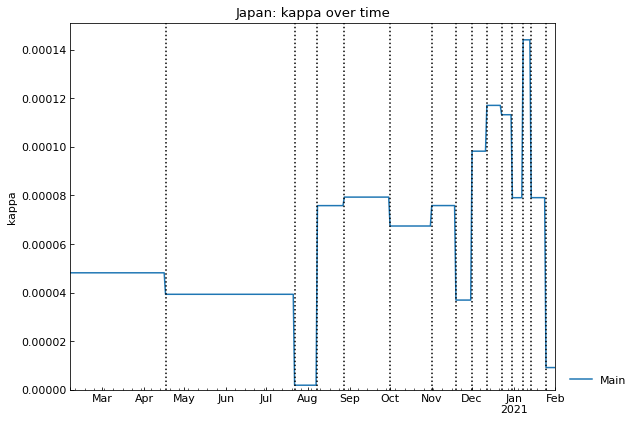 Japan: kappa over time
kappa
0.00014
0.00012
0.00010
0.00008
0.00006
0.00004
0.00002
0.00000
Mar Apr May Jun Jul Aug Sep Oct Nov Dec Jan Feb
2021
Main